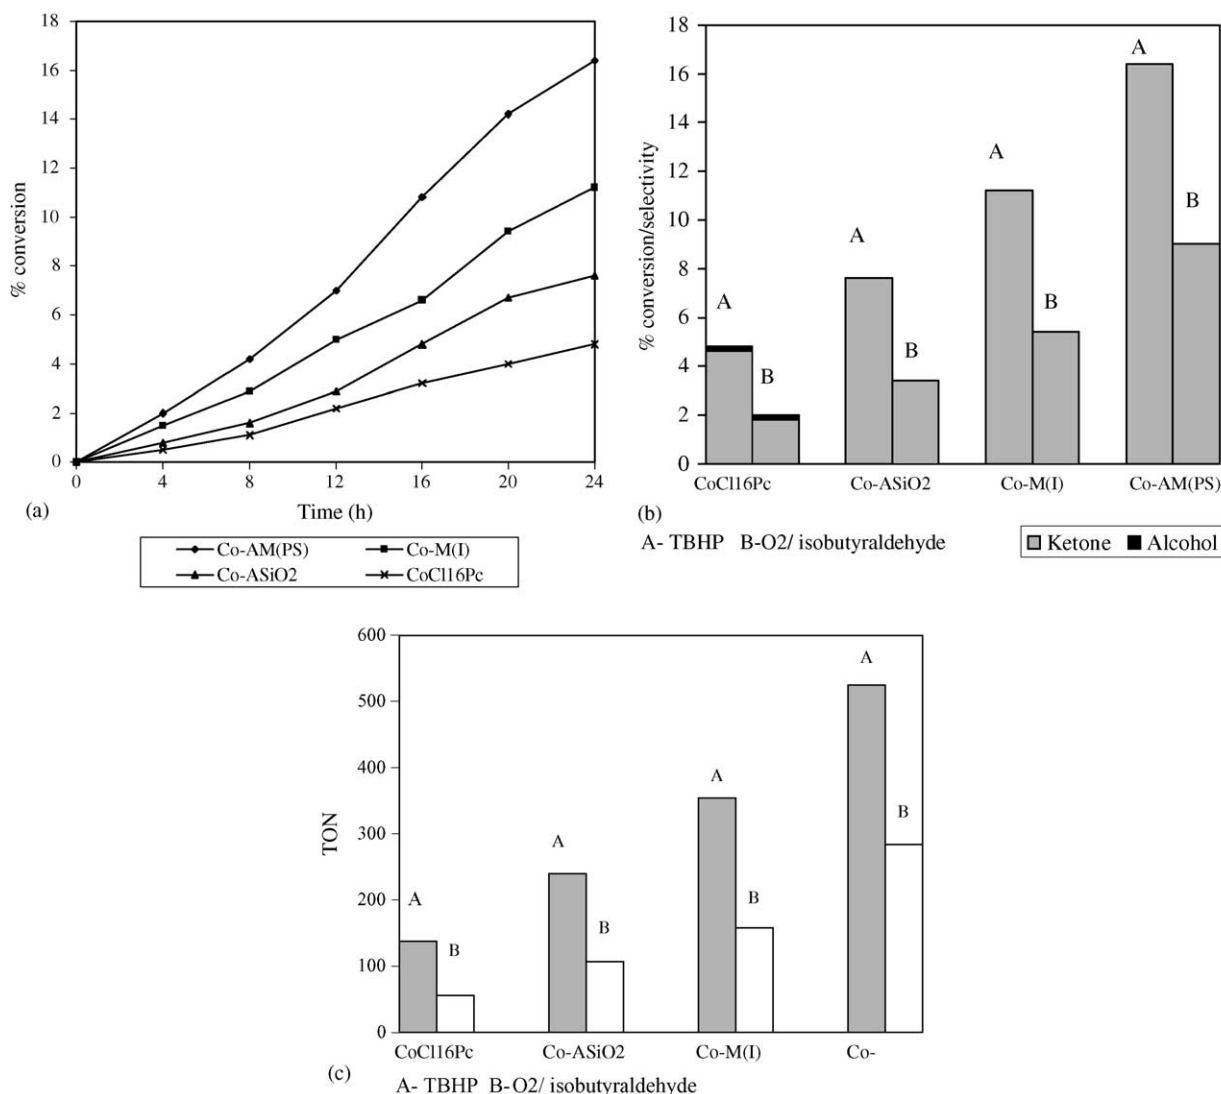 18
16
14
12
10
8
6
4
2
0
% conversion
0 4 8 12 16 20 24
(a)
Time (h)
Co-AM(PS) Co-M(I)
Co-ASiO2 CoCl16Pc
18
16
14
12
10
8
6
4
2
0
% conversion/selectivity
A
B
A
B
A
B
A
B
CoCl16Pc Co-ASiO2 Co-M(I) Co-AM(PS)
(b)
A- TBHP B-O2/ isobutyraldehyde
Ketone Alcohol
600
500
400
300
200
100
0
TON
A
B
A
B
A
B
A
B
CoCl16Pc Co-ASiO2 Co-M(I) Co-
(c)
A- TBHP B-O2/ isobutyraldehyde